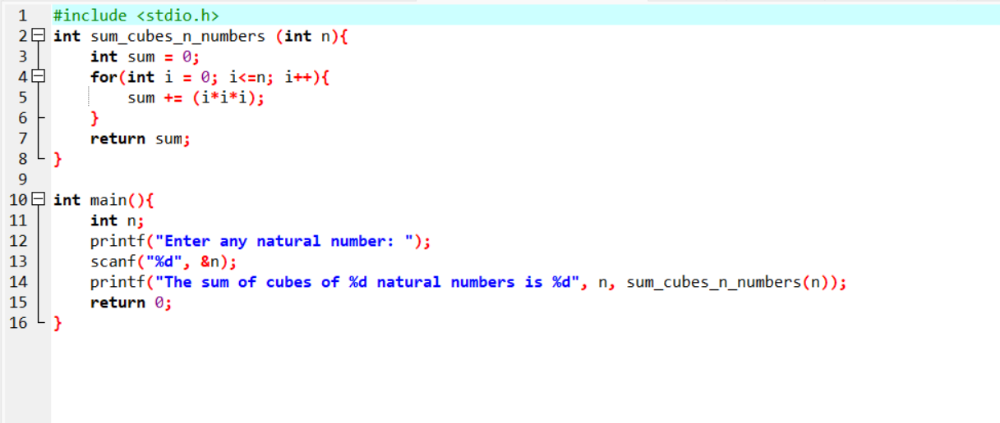 1 #include <stdio.h>
2 int sum_cubes_n_numbers (int n){
3     int sum = 0;
4     for(int i = 0; i<=n; i++){
5         sum += (i*i*i);
6     }
7     return sum;
8 }
9
10 int main(){
11     int n;
12     printf("Enter any natural number: ");
13     scanf("%d", &n);
14     printf("The sum of cubes of %d natural numbers is %d", n, sum_cubes_n_numbers(n));
15     return 0;
16 }